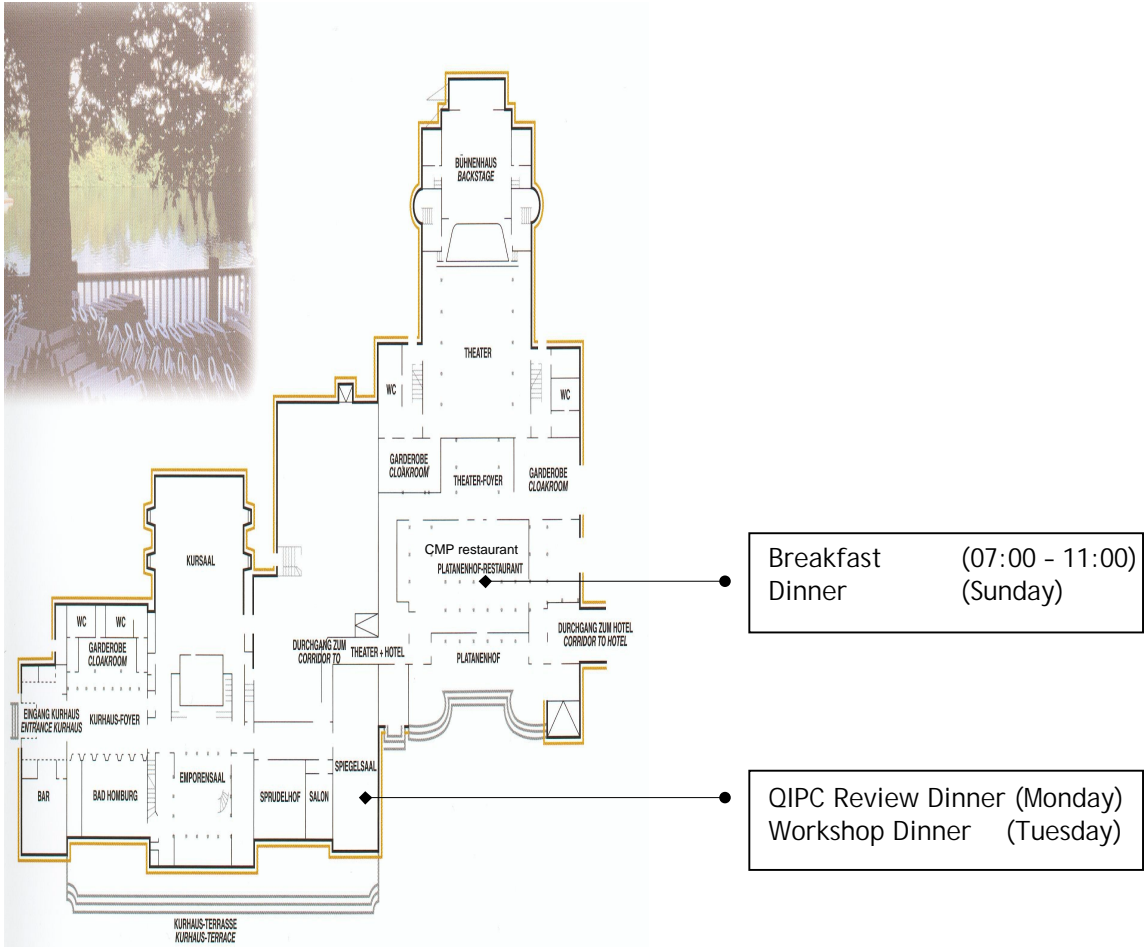 BÜHNENHAUS
BACKSTAGE
THEATER
WC
WC
GARDEROBE
CLOAKROOM
THEATER-FOYER
GARDEROBE
CLOAKROOM
CMP restaurant
PLATANENHOF-RESTAURANT
KURSAAL
WC
WC
GARDEROBE
CLOAKROOM
DURCHGANG ZUM
CORRIDOR TO
THEATER + HOTEL
PLATANENHOF
DURCHGANG ZUM HOTEL
CORRIDOR TO HOTEL
EINGANG KURHAUS
ENTRANCE KURHAUS
KURHAUS-FOYER
BAR
BAD HOMBURG
EMPORENSAAL
SPRUDELHOF
SALON
SPIEGELSAAL
KURHAUS-TERRASSE
KURHAUS-TERRACE
Breakfast (07:00 – 11:00)
Dinner (Sunday)
QIPC Review Dinner (Monday)
Workshop Dinner (Tuesday)